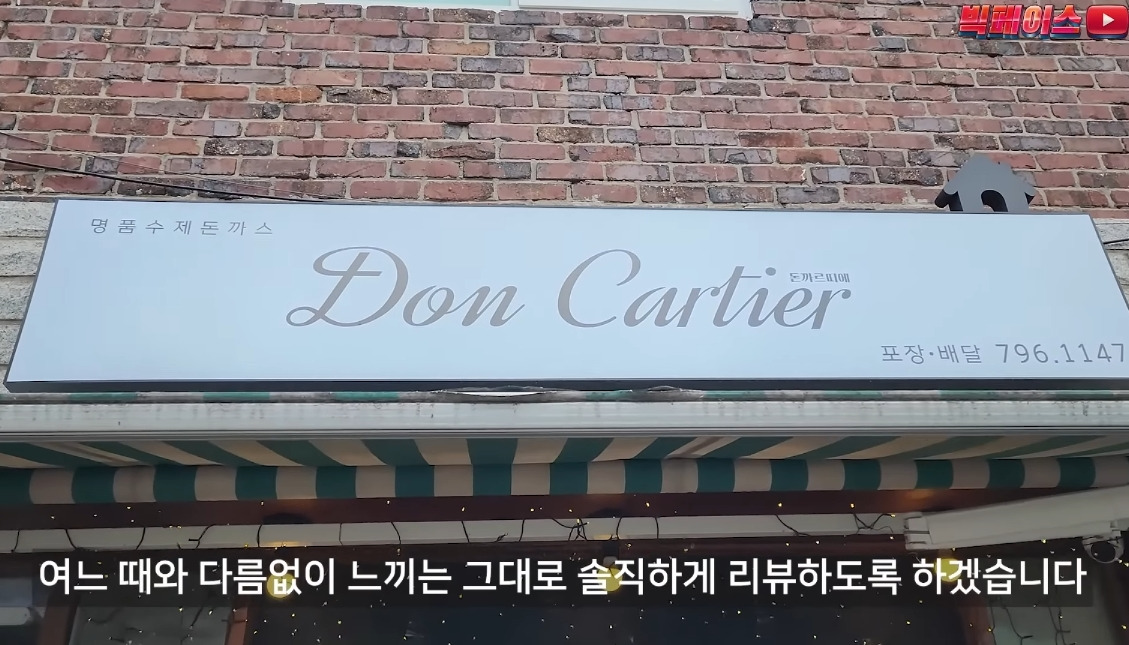 빅페이스
명품수제돈까스
Don Cartier
돈까르띠에
포장·배달 796.1147
여느 때와 다름없이 느끼는 그대로 솔직하게 리뷰하도록 하겠습니다